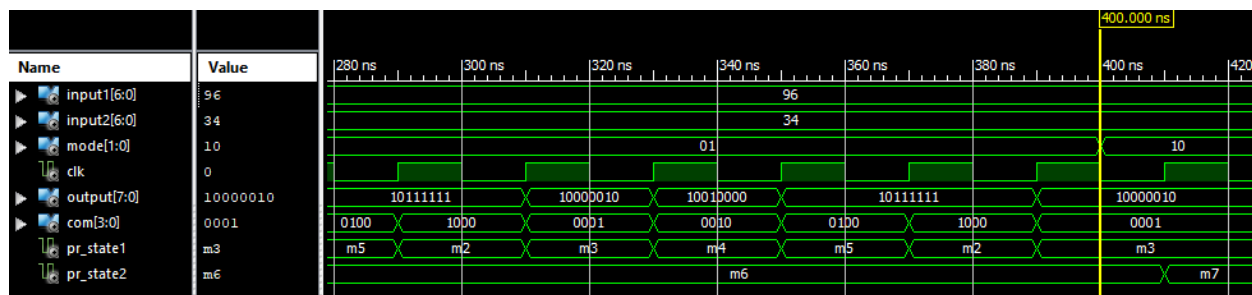 400.000 ns
Name Value |280 ns |300 ns |320 ns |340 ns |360 ns |380 ns |400 ns |420
input1[6:0] 96 96
input2[6:0] 34 34
mode[1:0] 10 01 10
clk 0
output[7:0] 10000010 10111111 10000010 10010000 10111111 10000010
com[3:0] 0001 0100 1000 0001 0010 0100 1000 0001
pr_state1 m3 m5 m2 m3 m4 m5 m2 m3
pr_state2 m6 m6 m7